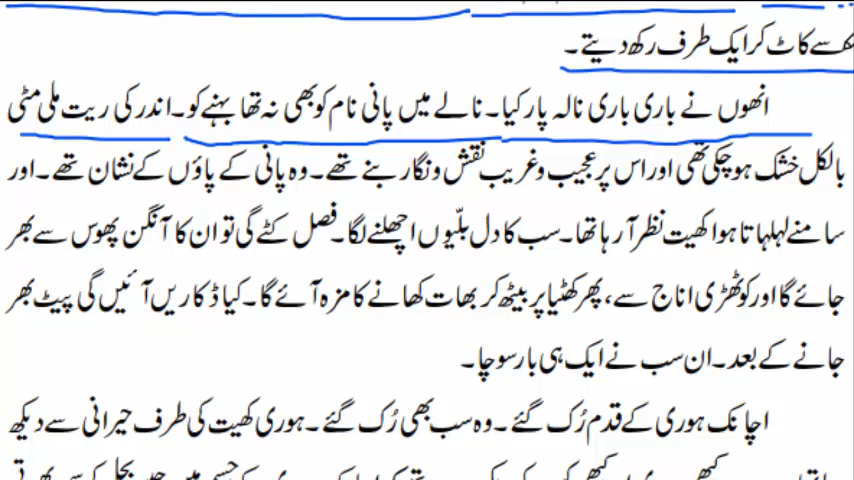 سے کاٹ کر ایک طرف رکھ دیتے۔
انھوں نے باری باری نالہ پار کیا۔ نالے میں پانی نام کو بھی نہ تھا بہنے کو۔ اندر کی ریت ملی مٹی
بالکل خشک ہو چکی تھی اور اس پر عجیب و غریب نقش و نگار بنے تھے۔ وہ پانی کے پاؤں کے نشان تھے۔ اور
سامنے لہلہاتا ہوا کھیت نظر آ رہا تھا۔ سب کا دل بلّیوں اچھلنے لگا۔ فصل کٹے گی تو ان کا آنگن پھوس سے بھر
جائے گا اور کوٹھڑی اناج سے، پھر کھٹیا پر بیٹھ کر بھات کھانے کا مزہ آئے گا۔ کیا ڈکاریں آئیں گی پیٹ بھر
جانے کے بعد۔ ان سب نے ایک ہی بار سوچا۔
اچانک ہوری کے قدم رُک گئے۔ وہ سب بھی رُک گئے۔ ہوری کھیت کی طرف حیرانی سے دیکھ